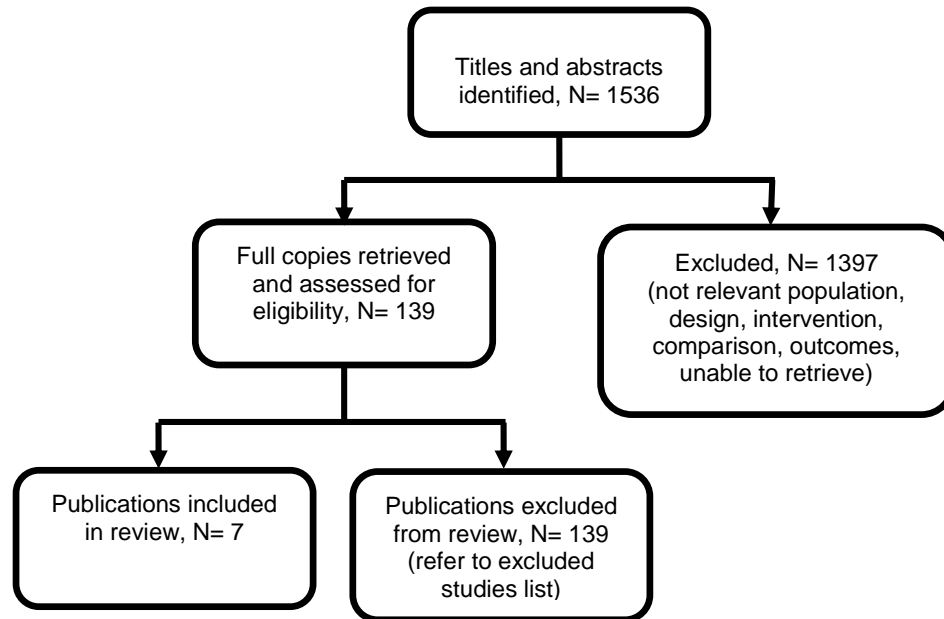 Titles and abstracts
identified, N= 1536
Full copies retrieved
and assessed for
eligibility, N= 139
Excluded, N= 1397
(not relevant population,
design, intervention,
comparison, outcomes,
unable to retrieve)
Publications included
in review, N= 7
Publications excluded
from review, N= 139
(refer to excluded
studies list)